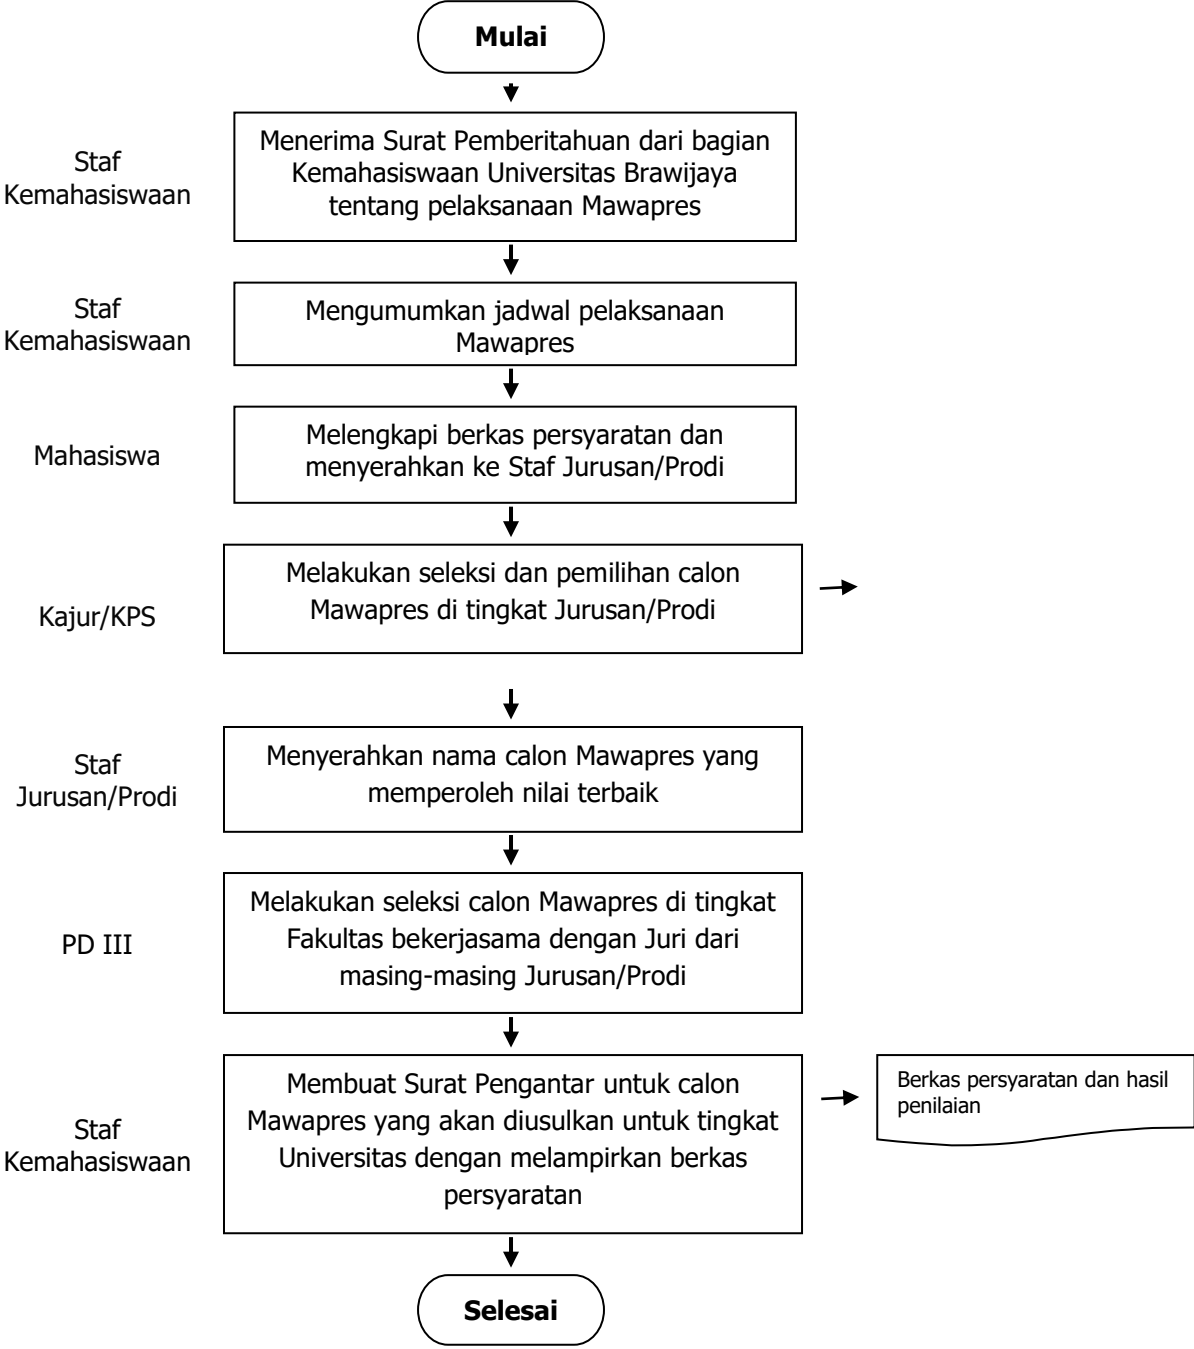 Mulai
Staf
Kemahasiswaan
Menerima Surat Pemberitahuan dari bagian
Kemahasiswaan Universitas Brawijaya
tentang pelaksanaan Mawapres
Staf
Kemahasiswaan
Mengumumkan jadwal pelaksanaan
Mawapres
Mahasiswa
Melengkapi berkas persyaratan dan
menyerahkan ke Staf Jurusan/Prodi
Kajur/KPS
Melakukan seleksi dan pemilihan calon
Mawapres di tingkat Jurusan/Prodi
Staf
Jurusan/Prodi
Menyerahkan nama calon Mawapres yang
memperoleh nilai terbaik
PD III
Melakukan seleksi calon Mawapres di tingkat
Fakultas bekerjasama dengan Juri dari
masing-masing Jurusan/Prodi
Staf
Kemahasiswaan
Membuat Surat Pengantar untuk calon
Mawapres yang akan diusulkan untuk tingkat
Universitas dengan melampirkan berkas
persyaratan
Berkas persyaratan dan hasil
penilaian
Selesai